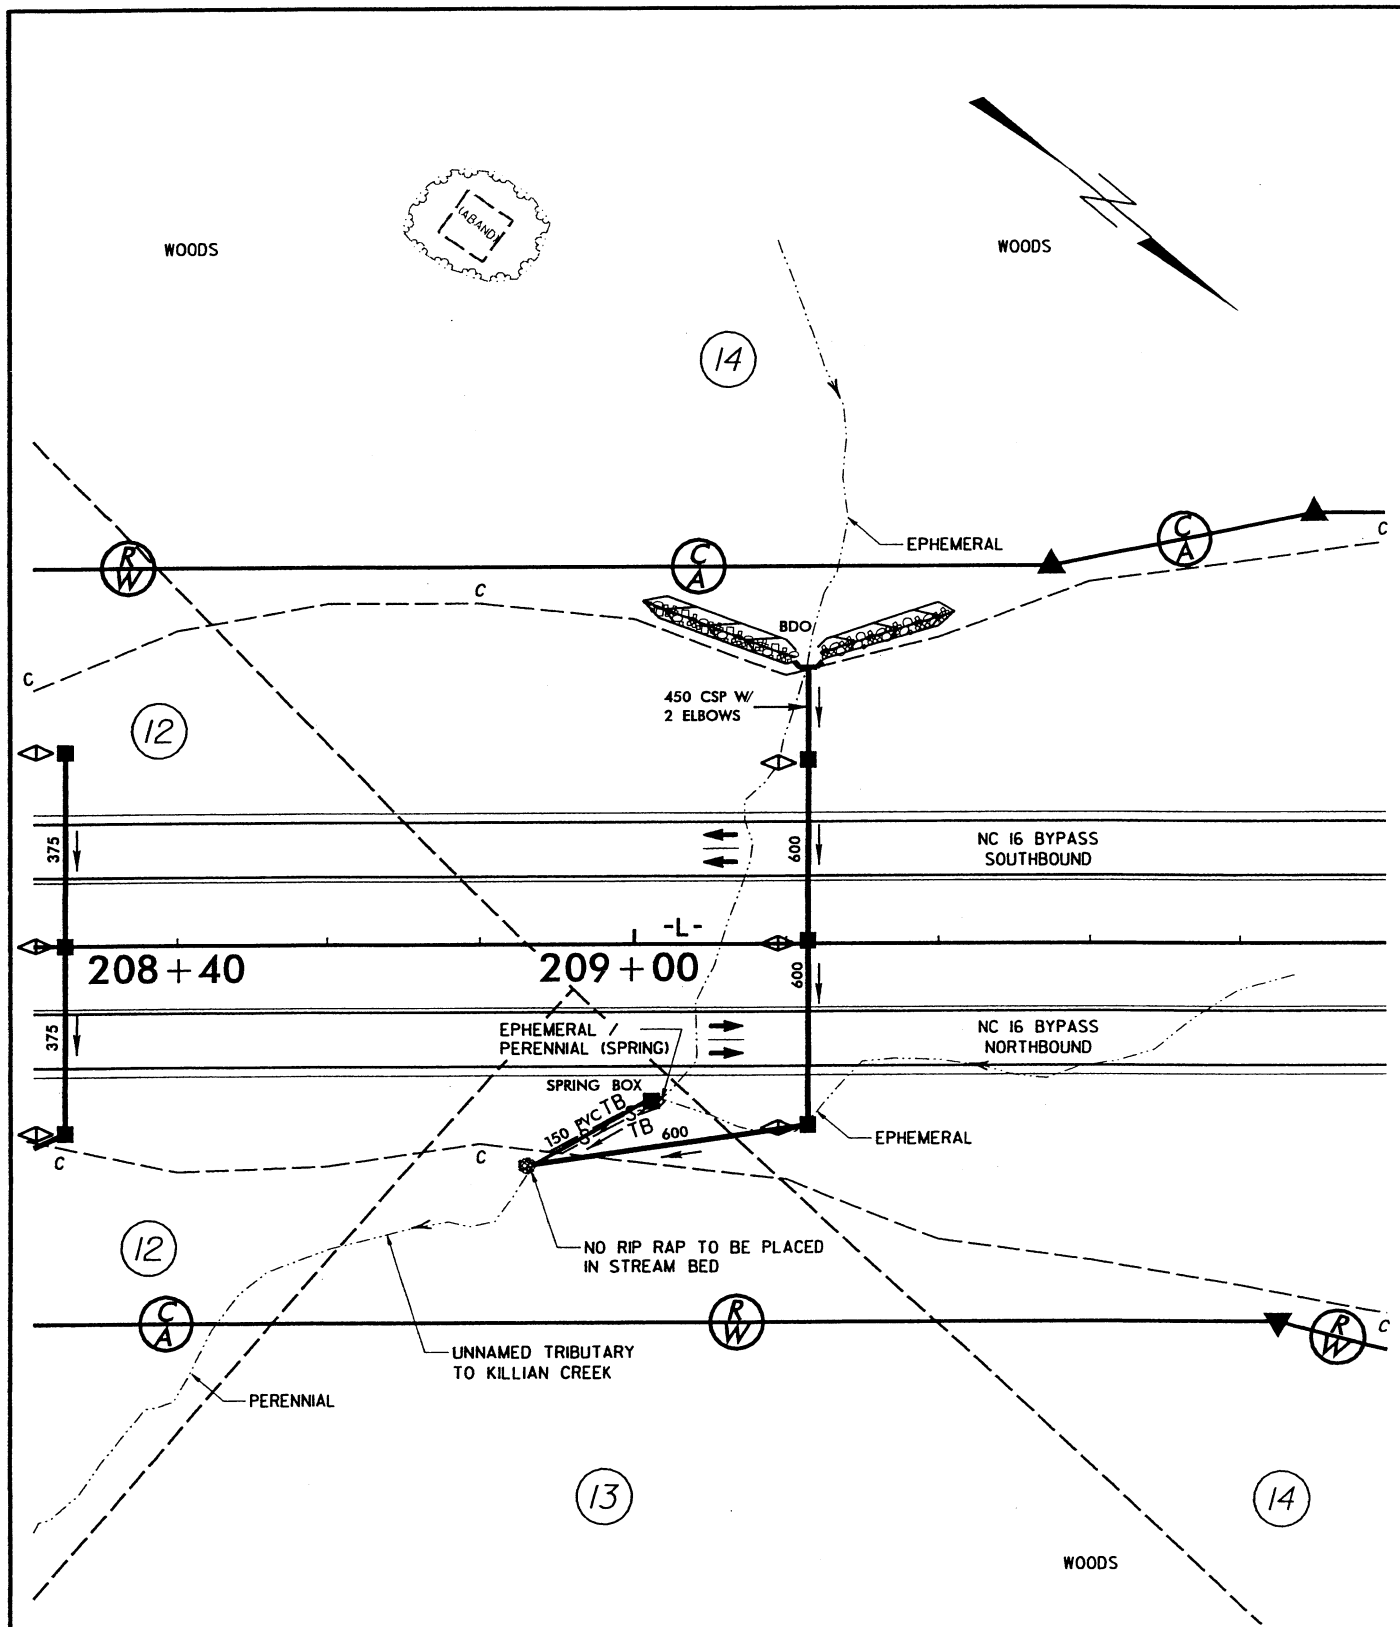 (ABAND)
WOODS
WOODS
14
EPHEMERAL
R
W
C
A
C
A
C
C
C
BDO
450 CSP W/
2 ELBOWS
12
375
600
NC 16 BYPASS
SOUTHBOUND
-L-
208+40
209+00
600
375
EPHEMERAL /
PERENNIAL (SPRING)
NC 16 BYPASS
NORTHBOUND
SPRING BOX
150 PVC
TB
S
S
TB
600
EPHEMERAL
C
C
12
NO RIP RAP TO BE PLACED
IN STREAM BED
C
A
R
W
R
W
C
UNNAMED TRIBUTARY
TO KILLIAN CREEK
PERENNIAL
13
14
WOODS